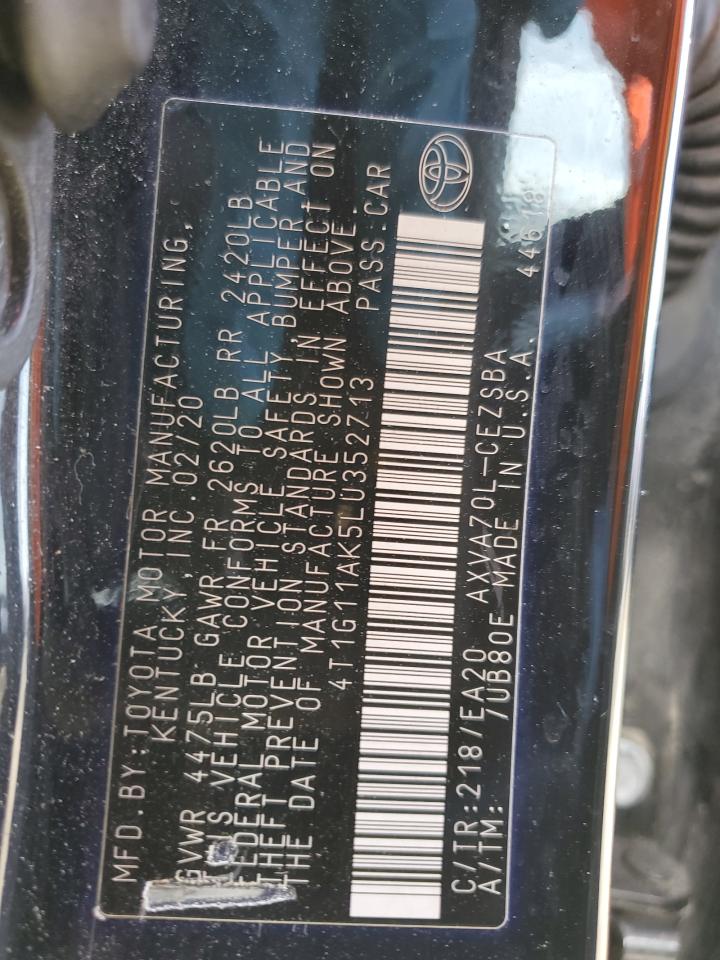 MFD.BY:TOYOTA MOTOR MANUFACTURING,
KENTUCKY, INC.02/20
GVWR 4475LB GAWR FR 2620LB RR 2420LB
THIS VEHICLE CONFORMS TO ALL APPLICABLE
FEDERAL MOTOR VEHICLE SAFETY, BUMPER AND
THEFT PREVENTION STANDARDS IN EFFECT ON
THE DATE OF MANUFACTURE SHOWN ABOVE.
4T1G11AK5LU352713 PASS.CAR
C/TR:218/EA20 AXVA70L-CEZSBA 44618
A/TM: /UB80E MADE IN U.S.A.